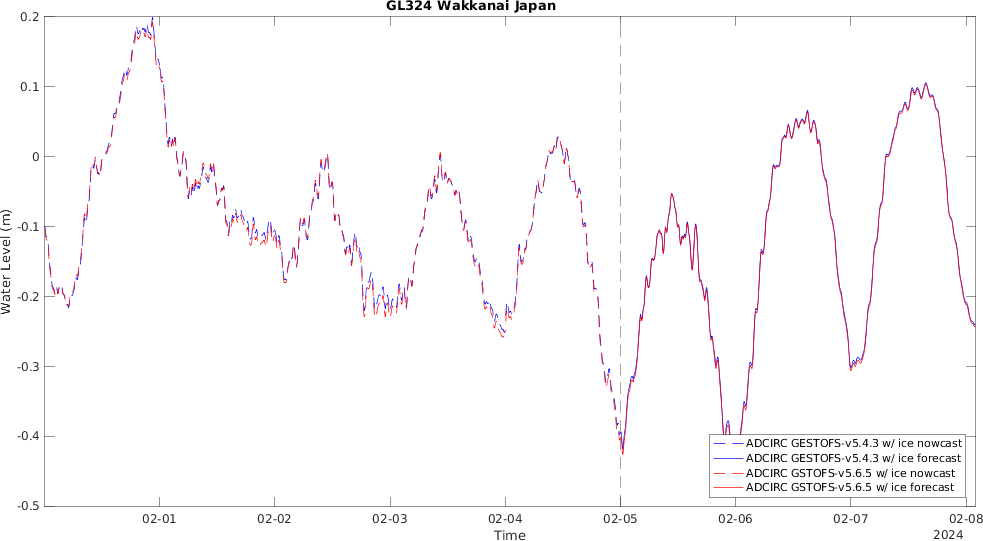 GL324 Wakkanai Japan
0.2
0.1
0
-0.1
-0.2
-0.3
-0.4
-0.5
Water Level (m)
02-01 02-02 02-03 02-04 02-05 02-06 02-07 02-08
2024
Time
ADCIRC GESTOFS-v5.4.3 w/ ice nowcast
ADCIRC GESTOFS-v5.4.3 w/ ice forecast
ADCIRC GSTOFS-v5.6.5 w/ ice nowcast
ADCIRC GSTOFS-v5.6.5 w/ ice forecast